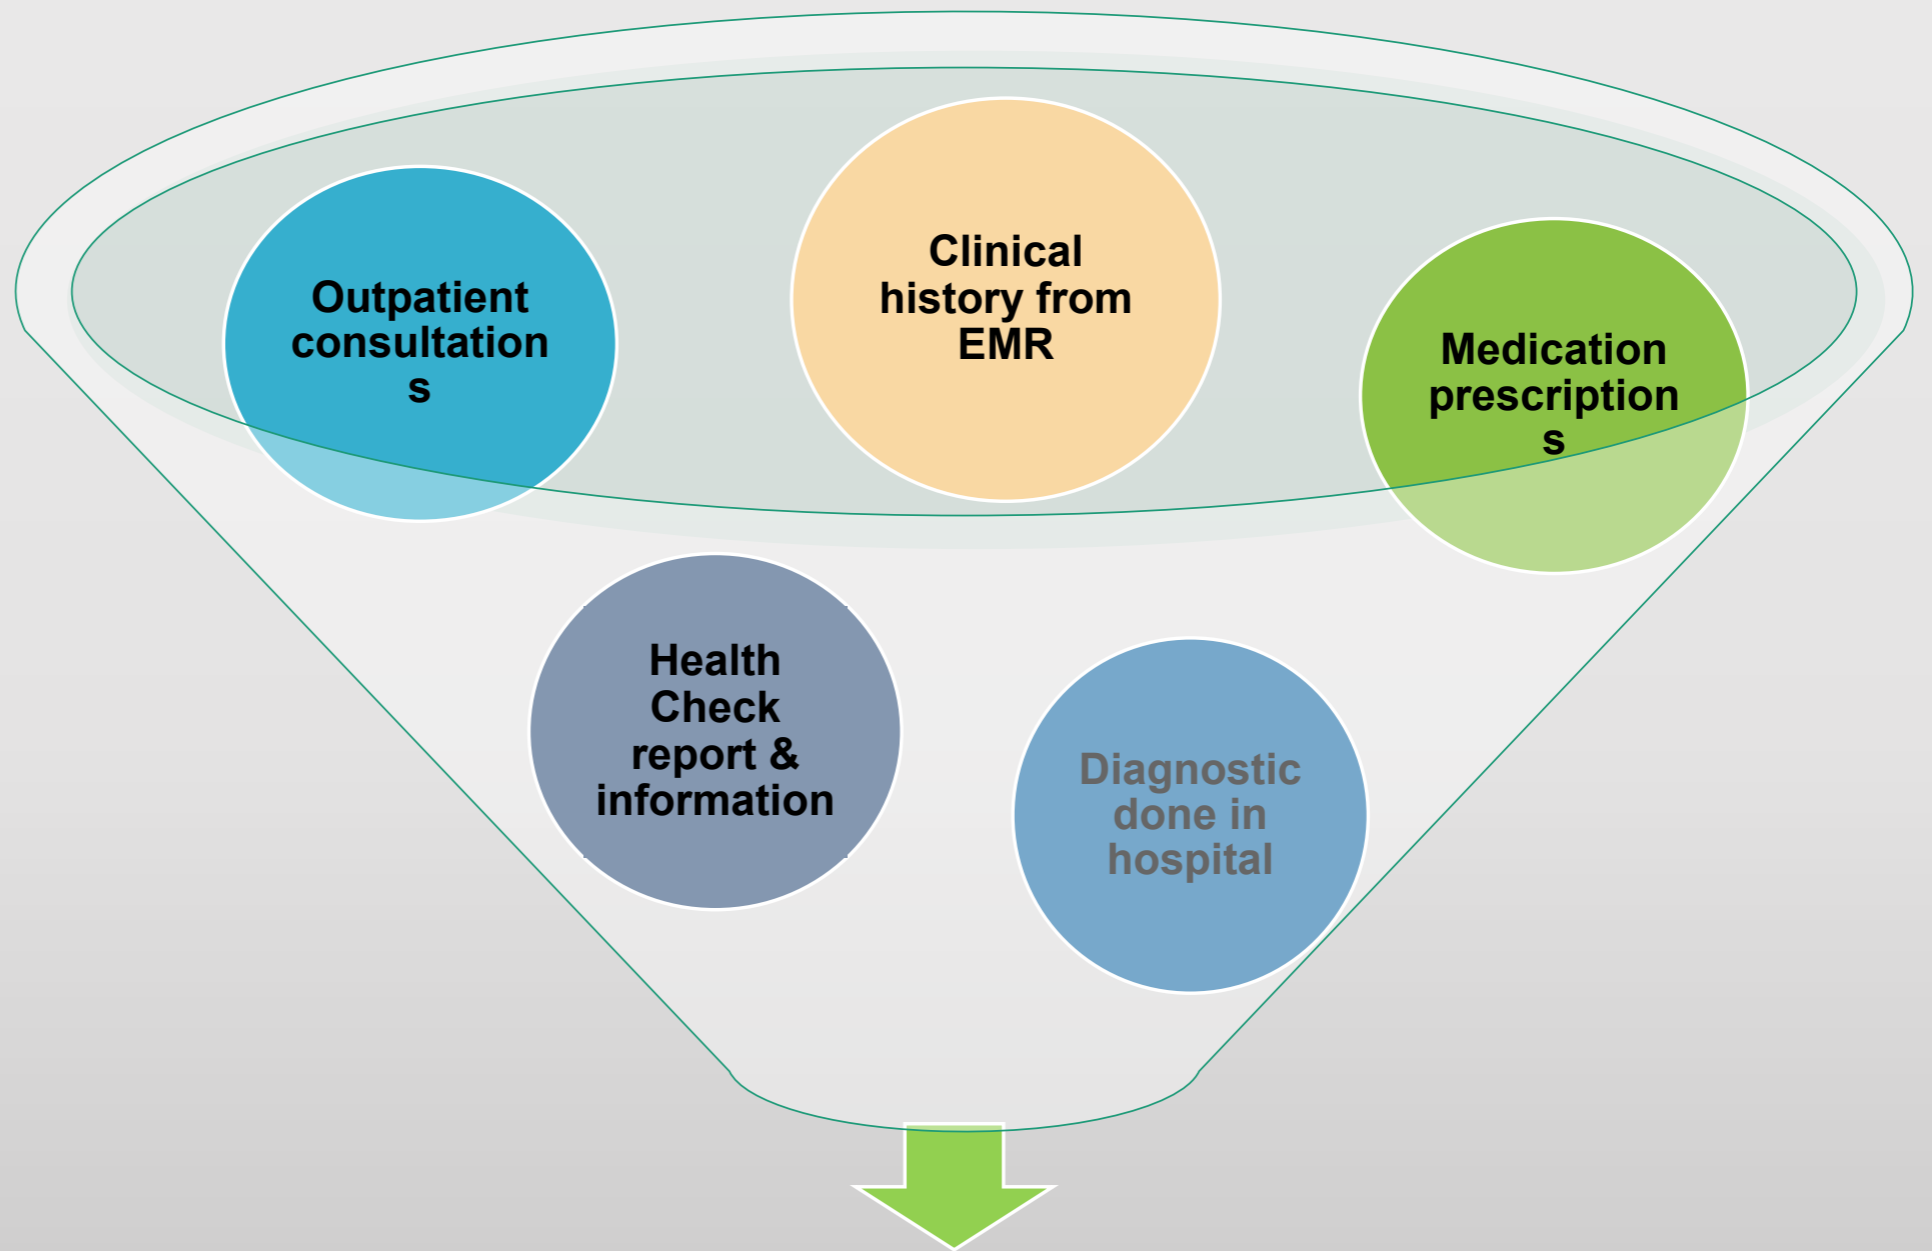 Outpatient
consultation
s
Clinical
history from
EMR
Medication
prescription
s
Health
Check
report &
information
Diagnostic
done in
hospital